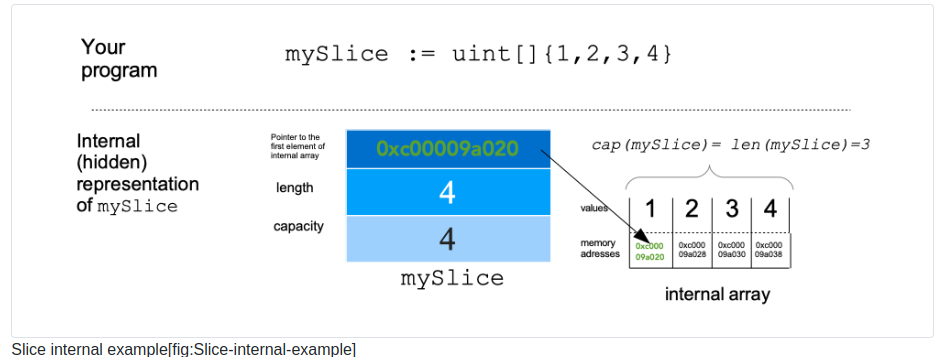 Your
program
mySlice := uint[]{1,2,3,4}
Internal
(hidden)
representation
of mySlice
Pointer to the
first element of
internal array
0xc00009a020
length
4
capacity
4
mySlice
cap(mySlice)= len(mySlice)=3
values
1 2 3 4
memory
adresses
0xc000 0xc000 0xc000 0xc000
09a020 09a028 09a030 09a038
internal array
Slice internal example[fig:Slice-internal-example]